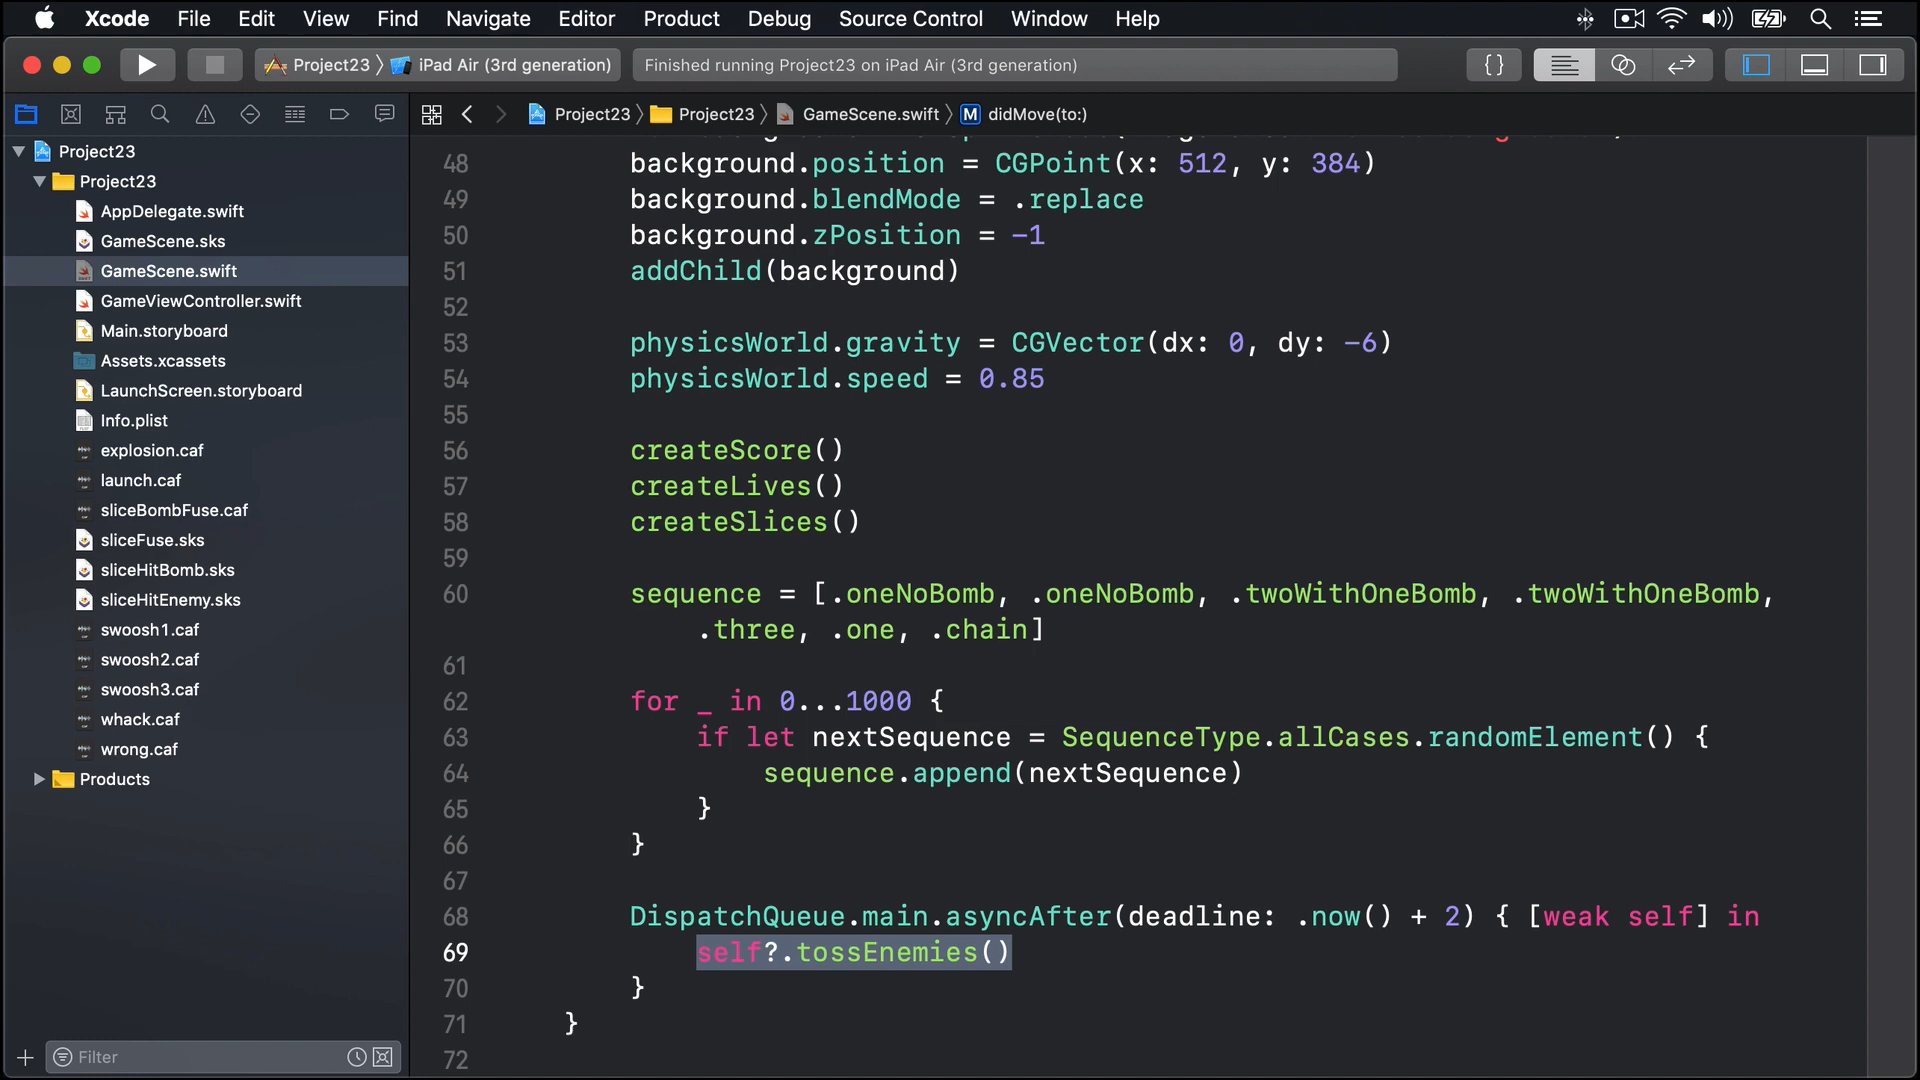 Xcode File Edit View Find Navigate Editor Product Debug Source Control Window Help
Project23 iPad Air (3rd generation) Finished running Project23 on iPad Air (3rd generation) {}
Project23 Project23 GameScene.swift M didMove(to:)
Project23
Project23
AppDelegate.swift
GameScene.sks
GameScene.swift
GameViewController.swift
Main.storyboard
Assets.xcassets
LaunchScreen.storyboard
Info.plist
explosion.caf
launch.caf
sliceBombFuse.caf
sliceFuse.sks
sliceHitBomb.sks
sliceHitEnemy.sks
swoosh1.caf
swoosh2.caf
swoosh3.caf
whack.caf
wrong.caf
Products
Filter
48 background.position = CGPoint(x: 512, y: 384)
49 background.blendMode = .replace
50 background.zPosition = -1
51 addChild(background)
52
53 physicsWorld.gravity = CGVector(dx: 0, dy: -6)
54 physicsWorld.speed = 0.85
55
56 createScore()
57 createLives()
58 createSlices()
59
60 sequence = [.oneNoBomb, .oneNoBomb, .twoWithOneBomb, .twoWithOneBomb,
.three, .one, .chain]
61
62 for _ in 0...1000 {
63 if let nextSequence = SequenceType.allCases.randomElement() {
64 sequence.append(nextSequence)
65 }
66 }
67
68 DispatchQueue.main.asyncAfter(deadline: .now() + 2) { [weak self] in
69 self?.tossEnemies()
70 }
71 }
72